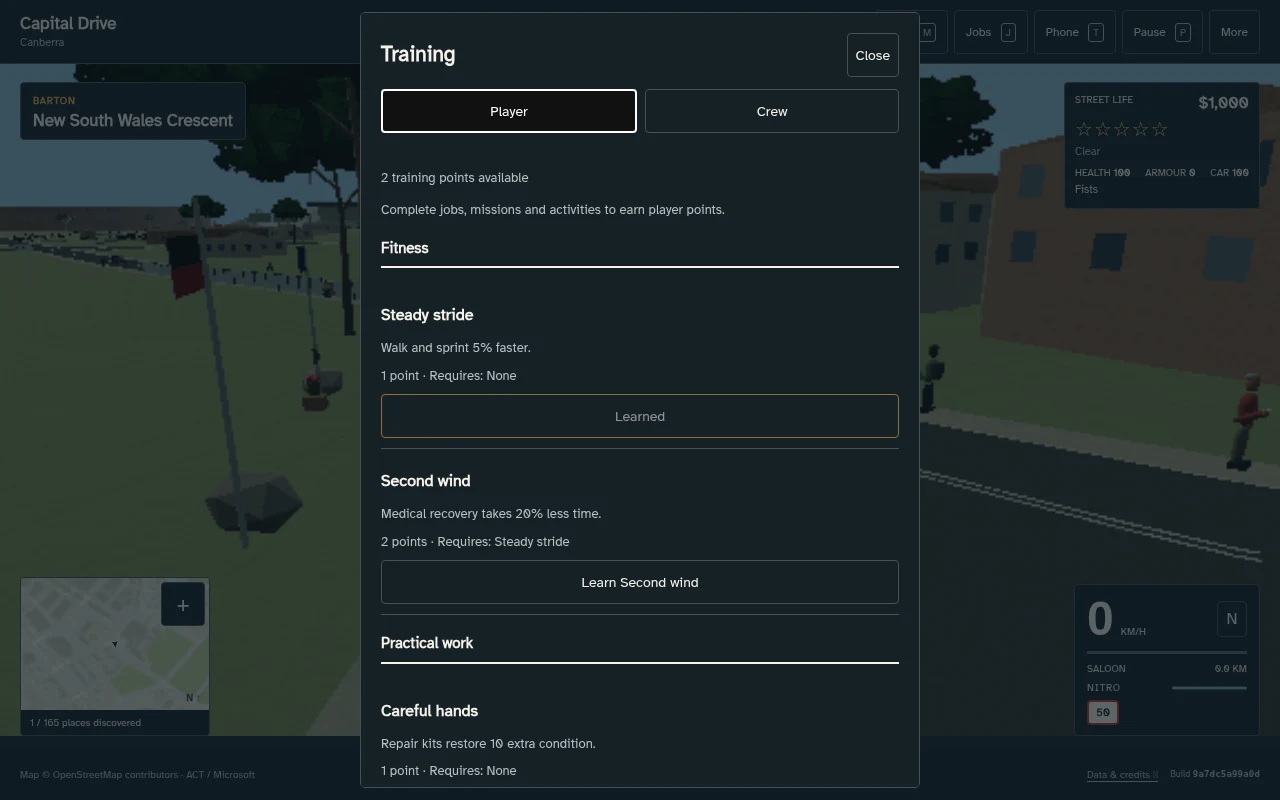 Capital Drive
Canberra
M
Jobs J
Phone T
Pause P
More
BARTON
New South Wales Crescent
STREET LIFE $1,000
☆☆☆☆☆
Clear
HEALTH 100 ARMOUR 0 CAR 100
Fists
Training
Close
Player
Crew
2 training points available
Complete jobs, missions and activities to earn player points.
Fitness
Steady stride
Walk and sprint 5% faster.
1 point · Requires: None
Learned
Second wind
Medical recovery takes 20% less time.
2 points · Requires: Steady stride
Learn Second wind
Practical work
Careful hands
Repair kits restore 10 extra condition.
1 point · Requires: None
+
N ↑
1 / 165 places discovered
0 KM/H N
SALOON 0.0 KM
NITRO
50
Map © OpenStreetMap contributors · ACT / Microsoft
Data & credits
Build 9a7dc5a99a0d